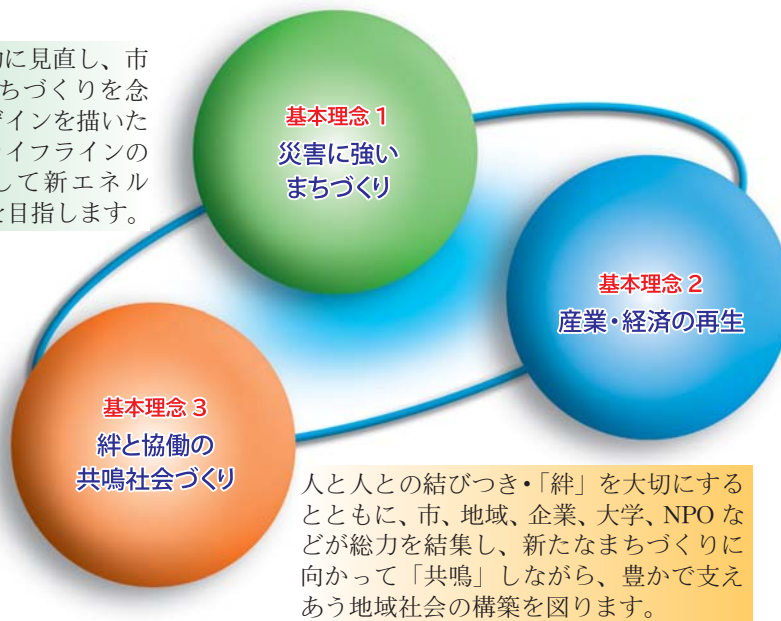 に見直し、市
ちづくりを念
インを描いた
イフラインの
して新エネル
目指します。
基本理念 1
災害に強い
まちづくり
基本理念 2
産業・経済の再生
基本理念 3
絆と協働の
共鳴社会づくり
人と人との結びつき・「絆」を大切にする
とともに、市、地域、企業、大学、NPO な
どが総力を結集し、新たなまちづくりに
向かって「共鳴」しながら、豊かで支え
あう地域社会の構築を図ります。